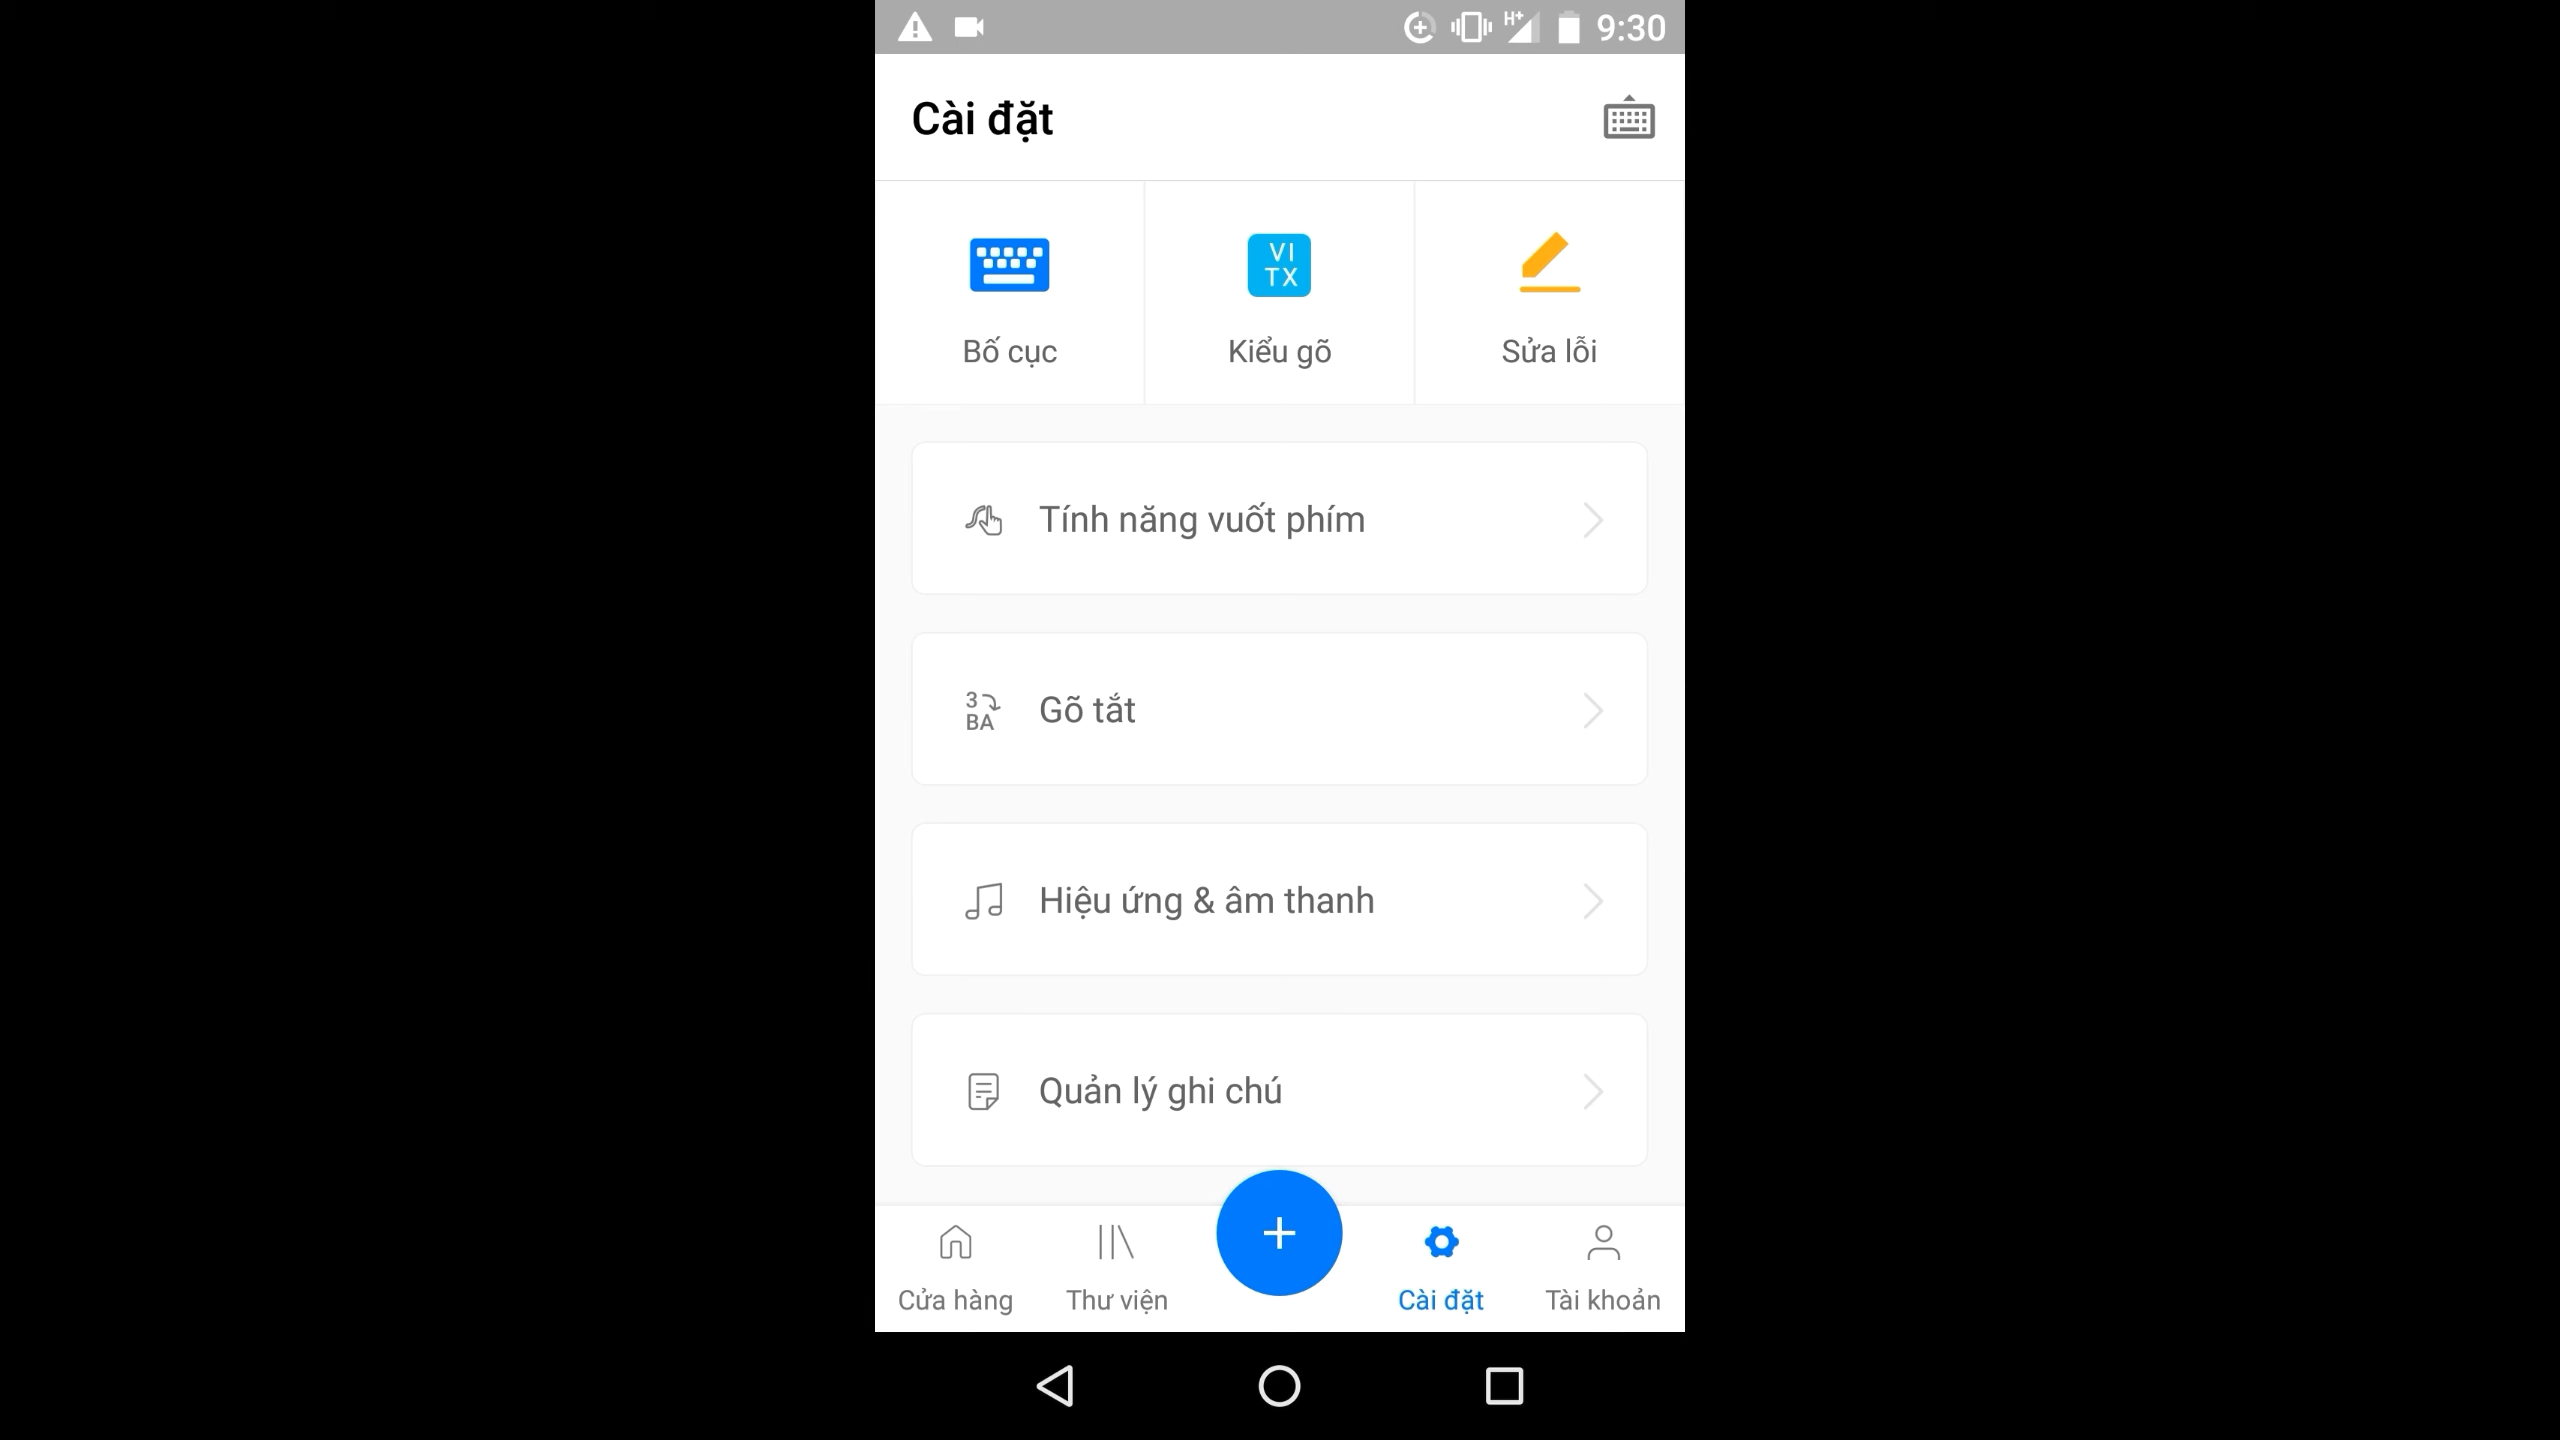 H+ 9:30
Cài đặt
VI
TX
Bố cục Kiểu gõ Sửa lỗi
Tính năng vuốt phím
3
BA
Gõ tắt
Hiệu ứng & âm thanh
Quản lý ghi chú
Cửa hàng Thư viện Cài đặt Tài khoản